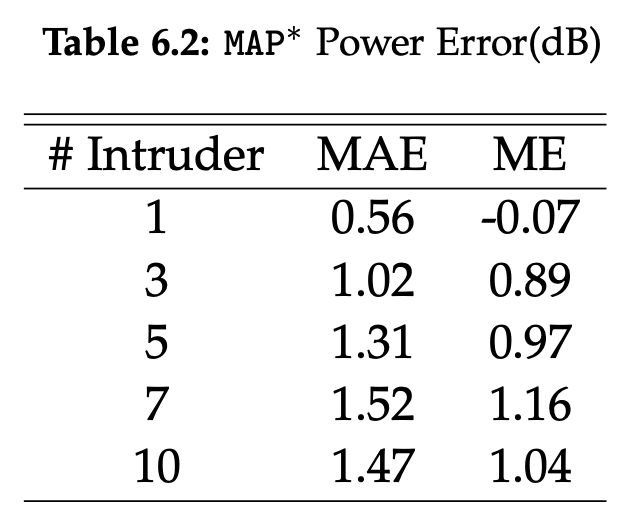 Table 6.2: MAP* Power Error(dB)
# Intruder MAE ME
1 0.56 -0.07
3 1.02 0.89
5 1.31 0.97
7 1.52 1.16
10 1.47 1.04